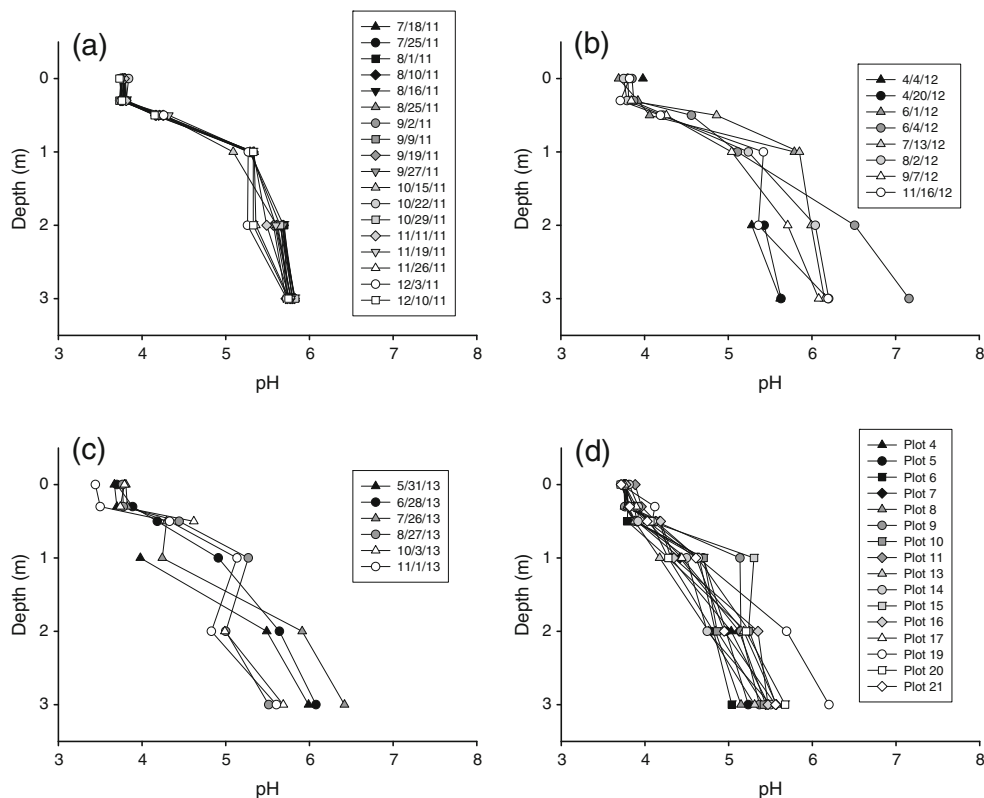 (a)
0
1
2
3
Depth (m)
3 4 5 6 7 8
pH
7/18/11
7/25/11
8/1/11
8/10/11
8/16/11
8/25/11
9/2/11
9/9/11
9/19/11
9/27/11
10/15/11
10/22/11
10/29/11
11/11/11
11/19/11
11/26/11
12/3/11
12/10/11
(b)
0
1
2
3
Depth (m)
3 4 5 6 7 8
pH
4/4/12
4/20/12
6/1/12
6/4/12
7/13/12
8/2/12
9/7/12
11/16/12
(c)
0
1
2
3
Depth (m)
3 4 5 6 7 8
pH
5/31/13
6/28/13
7/26/13
8/27/13
10/3/13
11/1/13
(d)
0
1
2
3
Depth (m)
3 4 5 6 7 8
pH
Plot 4
Plot 5
Plot 6
Plot 7
Plot 8
Plot 9
Plot 10
Plot 11
Plot 13
Plot 14
Plot 15
Plot 16
Plot 17
Plot 19
Plot 20
Plot 21